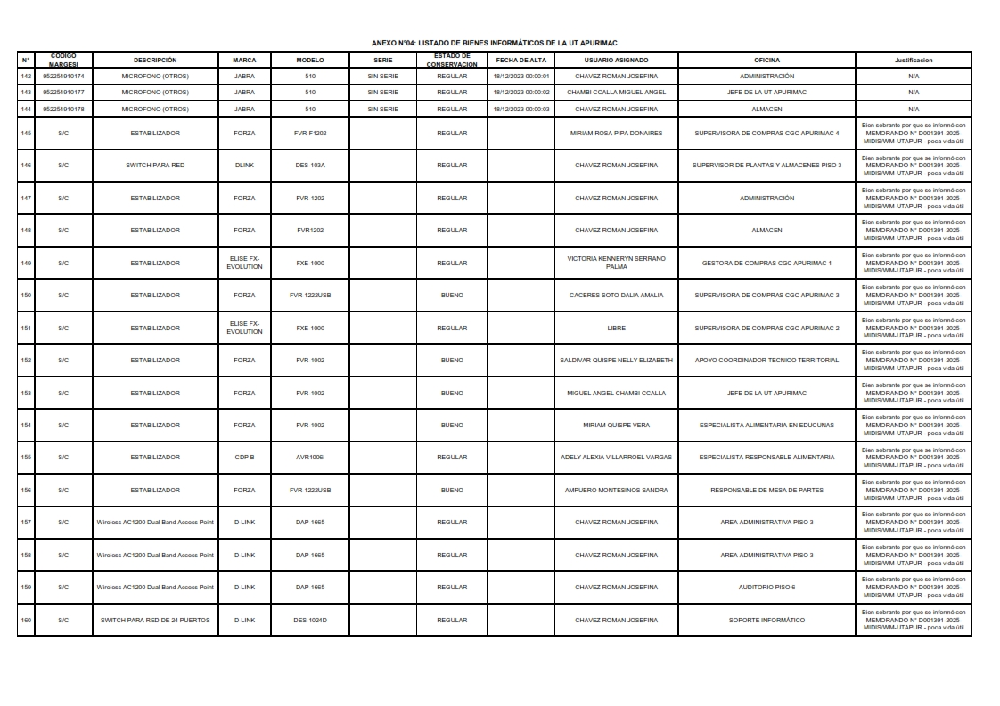 ANEXO N°04: LISTADO DE BIENES INFORMÁTICOS DE LA UT APURIMAC
N° CÓDIGO MARGESI DESCRIPCIÓN MARCA MODELO SERIE ESTADO DE CONSERVACION FECHA DE ALTA USUARIO ASIGNADO OFICINA Justificacion
142 952254910174 MICROFONO (OTROS) JABRA 510 SIN SERIE REGULAR 18/12/2023 00:00:01 CHAVEZ ROMAN JOSEFINA ADMINISTRACIÓN N/A
143 952254910177 MICROFONO (OTROS) JABRA 510 SIN SERIE REGULAR 18/12/2023 00:00:02 CHAMBI CCALLA MIGUEL ANGEL JEFE DE LA UT APURIMAC N/A
144 952254910178 MICROFONO (OTROS) JABRA 510 SIN SERIE REGULAR 18/12/2023 00:00:03 CHAVEZ ROMAN JOSEFINA ALMACEN N/A
145 S/C ESTABILIZADOR FORZA FVR-F1202 REGULAR MIRIAM ROSA PIPA DONAIRES SUPERVISORA DE COMPRAS CGC APURIMAC 4 Bien sobrante por que se informó con MEMORANDO N° D001391-2025-MIDIS/WM-UTAPUR - poca vida útil
146 S/C SWITCH PARA RED DLINK DES-103A REGULAR CHAVEZ ROMAN JOSEFINA SUPERVISOR DE PLANTAS Y ALMACENES PISO 3 Bien sobrante por que se informó con MEMORANDO N° D001391-2025-MIDIS/WM-UTAPUR - poca vida útil
147 S/C ESTABILIZADOR FORZA FVR-1202 REGULAR CHAVEZ ROMAN JOSEFINA ADMINISTRACIÓN Bien sobrante por que se informó con MEMORANDO N° D001391-2025-MIDIS/WM-UTAPUR - poca vida útil
148 S/C ESTABILIZADOR FORZA FVR1202 REGULAR CHAVEZ ROMAN JOSEFINA ALMACEN Bien sobrante por que se informó con MEMORANDO N° D001391-2025-MIDIS/WM-UTAPUR - poca vida útil
149 S/C ESTABILIZADOR ELISE FX-EVOLUTION FXE-1000 REGULAR VICTORIA KENNERYN SERRANO PALMA GESTORA DE COMPRAS CGC APURIMAC 1 Bien sobrante por que se informó con MEMORANDO N° D001391-2025-MIDIS/WM-UTAPUR - poca vida útil
150 S/C ESTABILIZADOR FORZA FVR-1222USB BUENO CACERES SOTO DALIA AMALIA SUPERVISORA DE COMPRAS CGC APURIMAC 3 Bien sobrante por que se informó con MEMORANDO N° D001391-2025-MIDIS/WM-UTAPUR - poca vida útil
151 S/C ESTABILIZADOR ELISE FX-EVOLUTION FXE-1000 REGULAR LIBRE SUPERVISORA DE COMPRAS CGC APURIMAC 2 Bien sobrante por que se informó con MEMORANDO N° D001391-2025-MIDIS/WM-UTAPUR - poca vida útil
152 S/C ESTABILIZADOR FORZA FVR-1002 BUENO SALDIVAR QUISPE NELLY ELIZABETH APOYO COORDINADOR TECNICO TERRITORIAL Bien sobrante por que se informó con MEMORANDO N° D001391-2025-MIDIS/WM-UTAPUR - poca vida útil
153 S/C ESTABILIZADOR FORZA FVR-1002 BUENO MIGUEL ANGEL CHAMBI CCALLA JEFE DE LA UT APURIMAC Bien sobrante por que se informó con MEMORANDO N° D001391-2025-MIDIS/WM-UTAPUR - poca vida útil
154 S/C ESTABILIZADOR FORZA FVR-1002 BUENO MIRIAM QUISPE VERA ESPECIALISTA ALIMENTARIA EN EDUCUNAS Bien sobrante por que se informó con MEMORANDO N° D001391-2025-MIDIS/WM-UTAPUR - poca vida útil
155 S/C ESTABILIZADOR CDP B AVR1006i REGULAR ADELY ALEXIA VILLARROEL VARGAS ESPECIALISTA RESPONSABLE ALIMENTARIA Bien sobrante por que se informó con MEMORANDO N° D001391-2025-MIDIS/WM-UTAPUR - poca vida útil
156 S/C ESTABILIZADOR FORZA FVR-1222USB BUENO AMPUERO MONTESINOS SANDRA RESPONSABLE DE MESA DE PARTES Bien sobrante por que se informó con MEMORANDO N° D001391-2025-MIDIS/WM-UTAPUR - poca vida útil
157 S/C Wireless AC1200 Dual Band Access Point D-LINK DAP-1665 REGULAR CHAVEZ ROMAN JOSEFINA AREA ADMINISTRATIVA PISO 3 Bien sobrante por que se informó con MEMORANDO N° D001391-2025-MIDIS/WM-UTAPUR - poca vida útil
158 S/C Wireless AC1200 Dual Band Access Point D-LINK DAP-1665 REGULAR CHAVEZ ROMAN JOSEFINA AREA ADMINISTRATIVA PISO 3 Bien sobrante por que se informó con MEMORANDO N° D001391-2025-MIDIS/WM-UTAPUR - poca vida útil
159 S/C Wireless AC1200 Dual Band Access Point D-LINK DAP-1665 REGULAR CHAVEZ ROMAN JOSEFINA AUDITORIO PISO 6 Bien sobrante por que se informó con MEMORANDO N° D001391-2025-MIDIS/WM-UTAPUR - poca vida útil
160 S/C SWITCH PARA RED DE 24 PUERTOS D-LINK DES-1024D REGULAR CHAVEZ ROMAN JOSEFINA SOPORTE INFORMÁTICO Bien sobrante por que se informó con MEMORANDO N° D001391-2025-MIDIS/WM-UTAPUR - poca vida útil